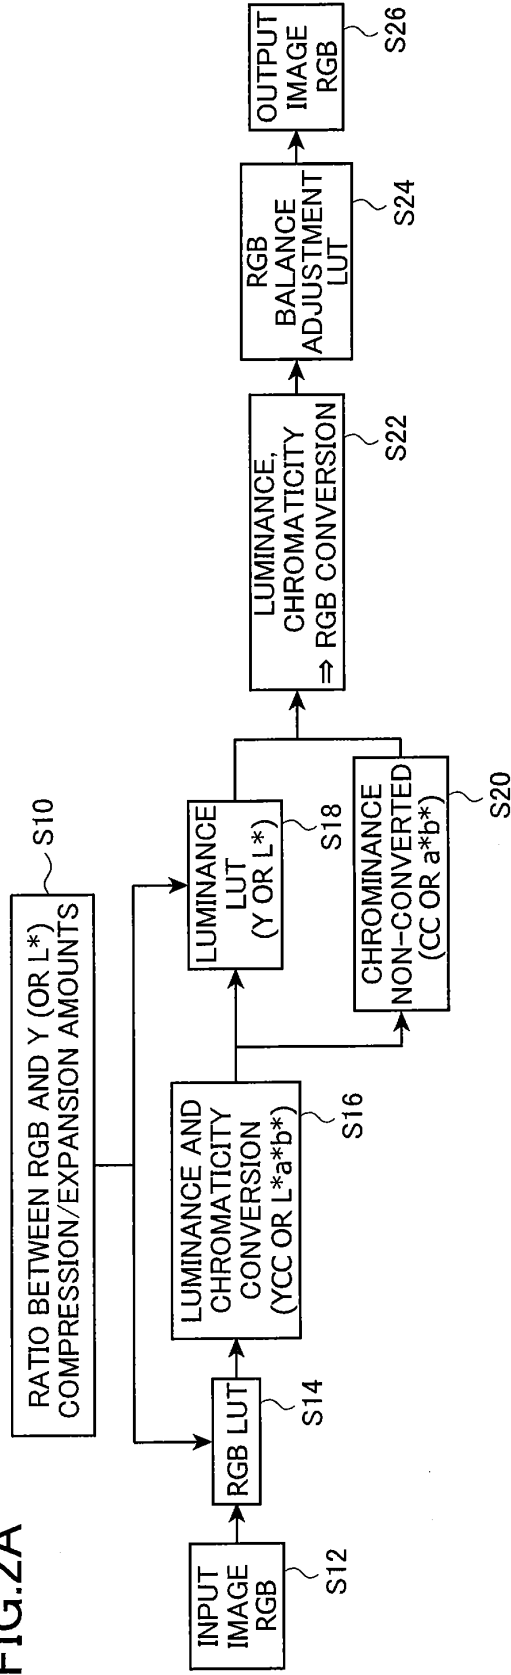 FIG.2A
RATIO BETWEEN RGB AND Y (OR L*)
COMPRESSION/EXPANSION AMOUNTS
S10
INPUT
IMAGE
RGB
S12
RGB LUT
S14
LUMINANCE AND
CHROMATICITY
CONVERSION
(YCC OR L*a*b*)
S16
LUMINANCE
LUT
(Y OR L*)
S18
CHROMINANCE
NON-CONVERTED
(CC OR a*b*)
S20
LUMINANCE,
CHROMATICITY
⇒ RGB CONVERSION
S22
RGB
BALANCE
ADJUSTMENT
LUT
S24
OUTPUT
IMAGE
RGB
S26